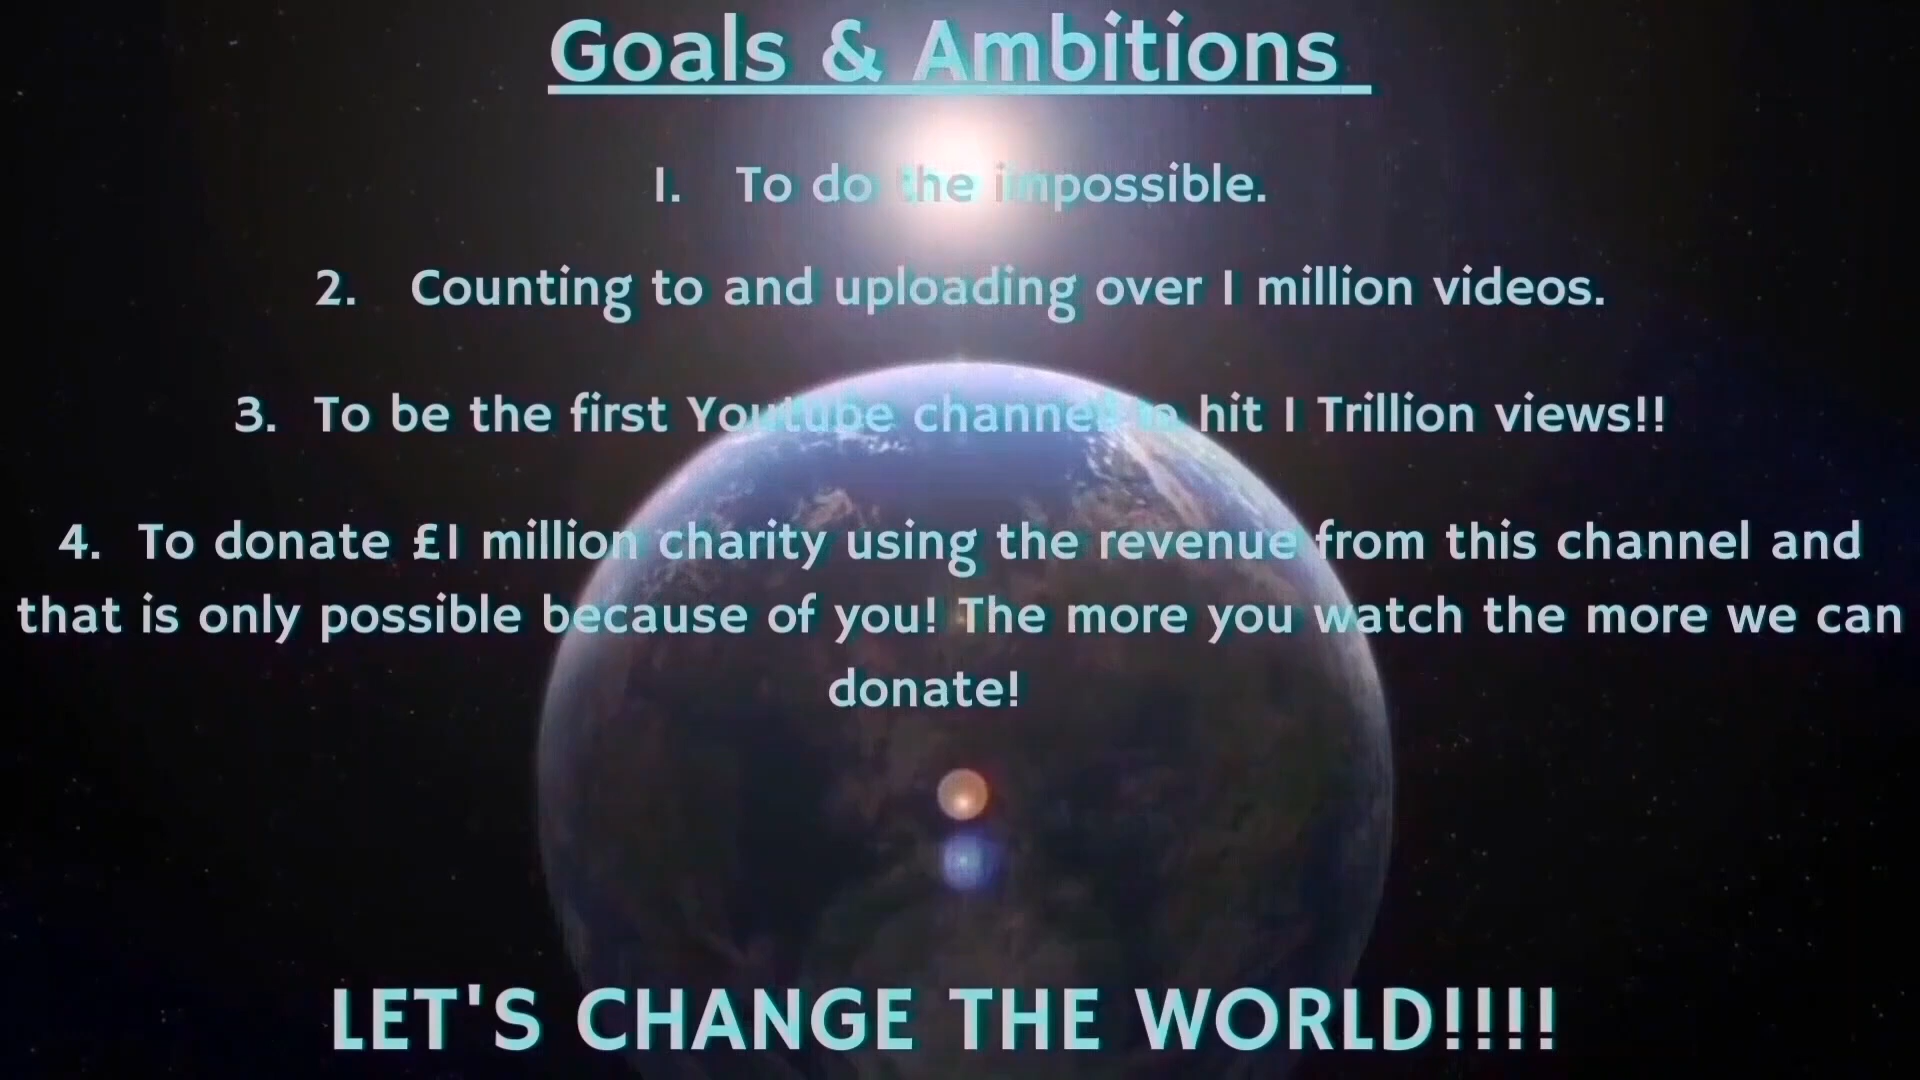 Goals & Ambitions
1. To do the impossible.
2. Counting to and uploading over 1 million videos.
3. To be the first Youtube channel to hit 1 Trillion views!!
4. To donate £1 million charity using the revenue from this channel and
that is only possible because of you! The more you watch the more we can
donate!
LET'S CHANGE THE WORLD!!!!